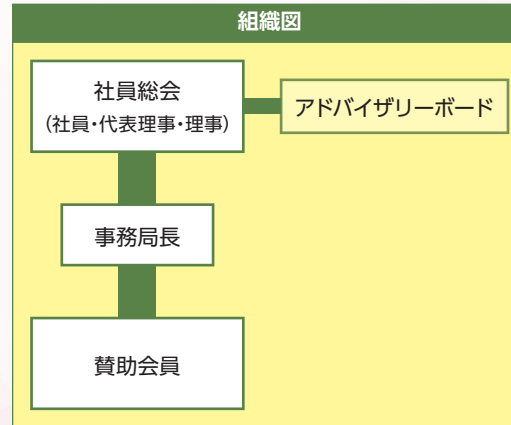 組織図
社員総会
(社員・代表理事・理事)
アドバイザリーボード
事務局長
賛助会員